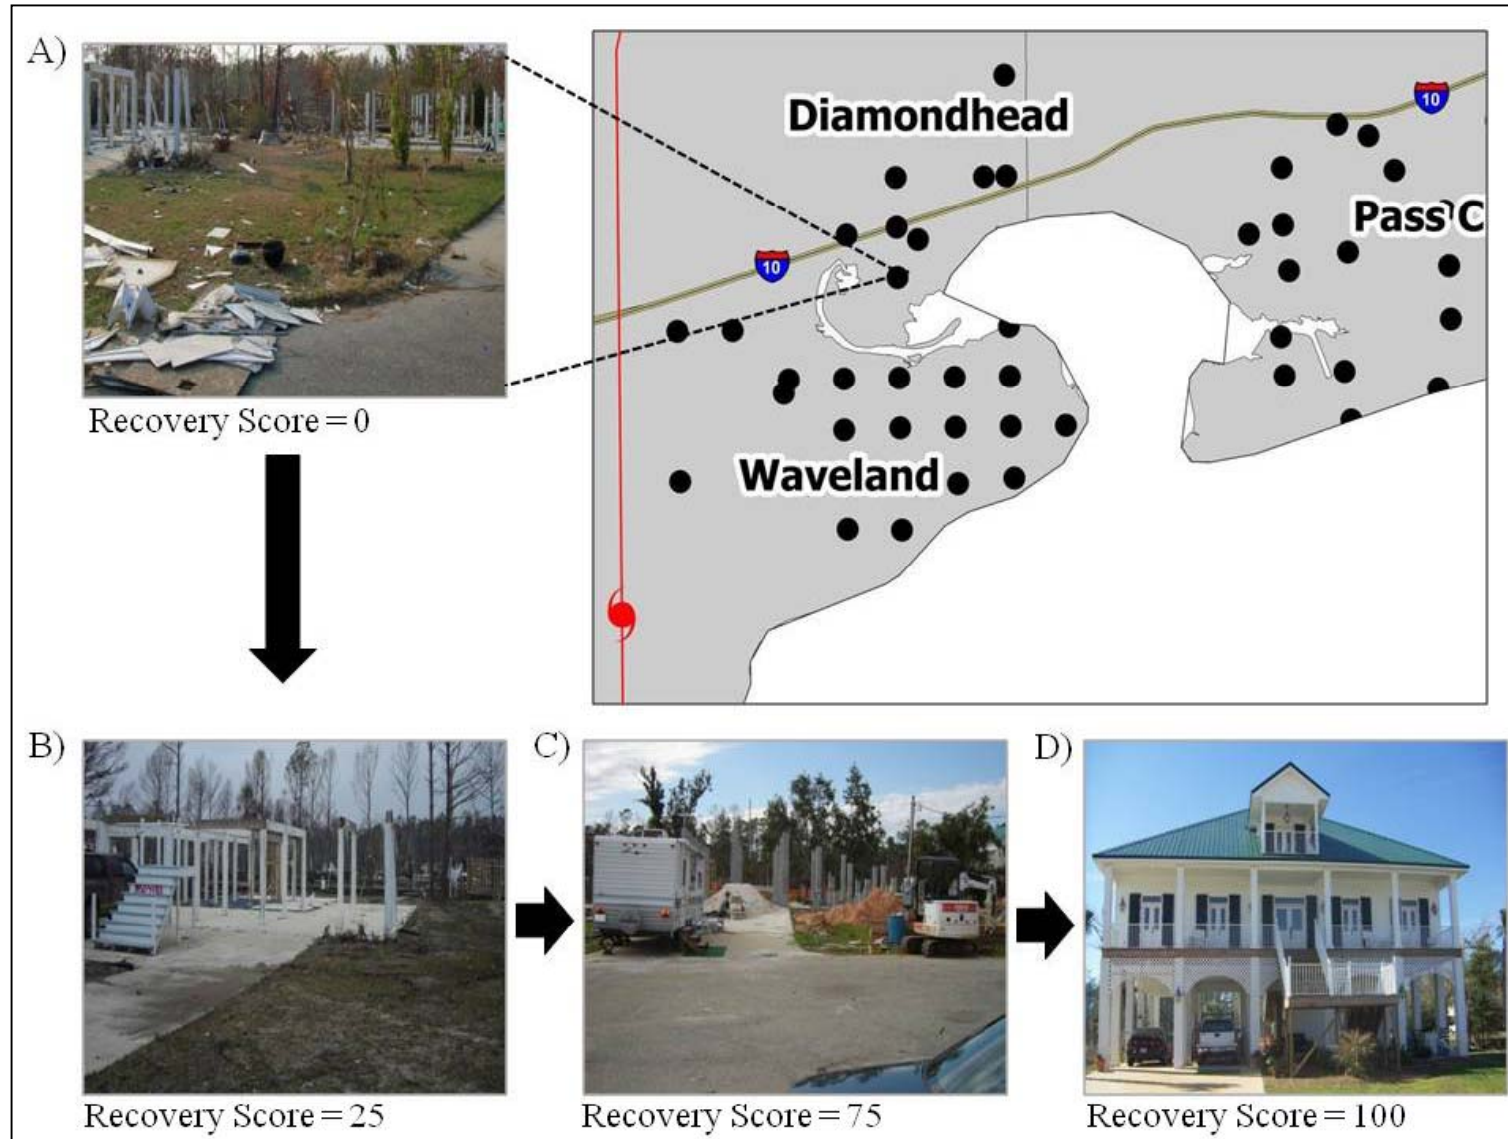 A)
Recovery Score = 0
Diamondhead
10
10
Pass C
Waveland
B)
Recovery Score = 25
C)
Recovery Score = 75
D)
Recovery Score = 100